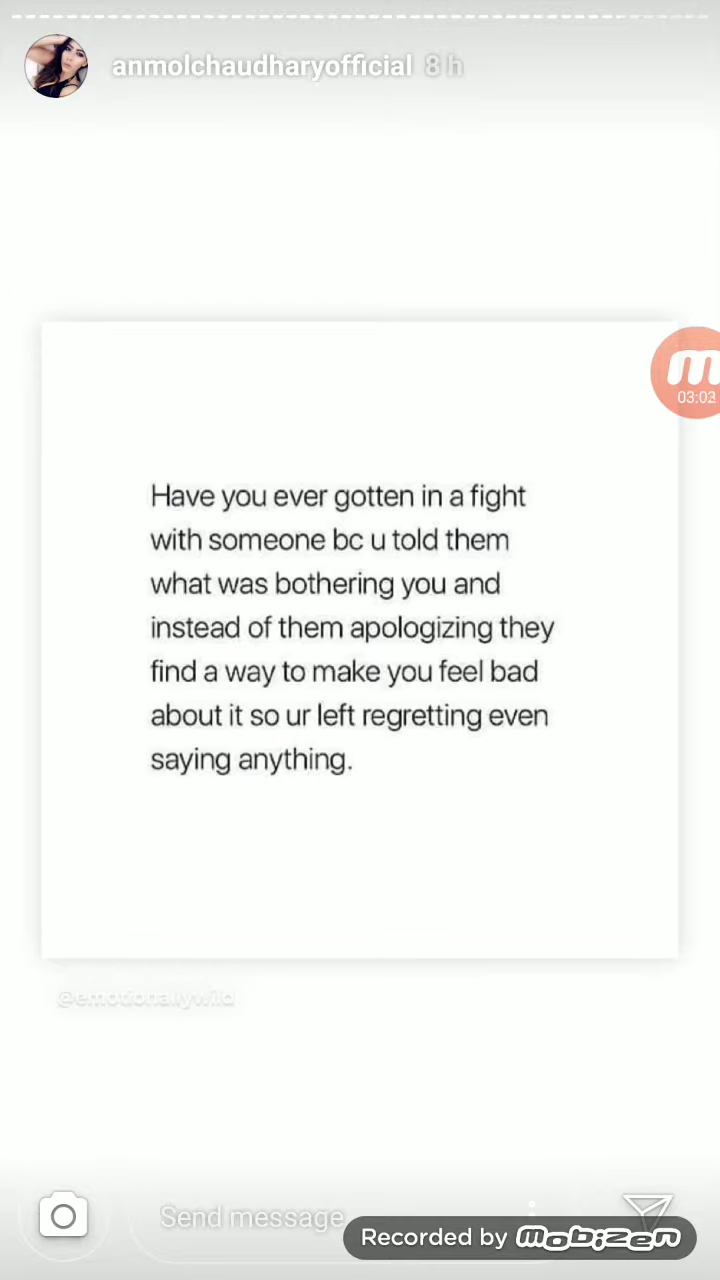 anmolchaudharyofficial 8 h
m
03:03
Have you ever gotten in a fight
with someone bc u told them
what was bothering you and
instead of them apologizing they
find a way to make you feel bad
about it so ur left regretting even
saying anything.
@emotionallywild
Send message
Recorded by mobizen